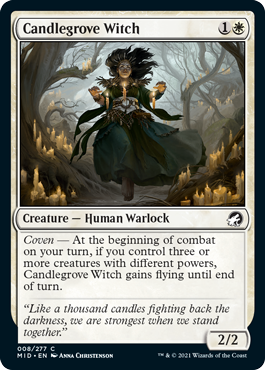 Candlegrove Witch 1
Creature — Human Warlock
Coven — At the beginning of combat
on your turn, if you control three or
more creatures with different powers,
Candlegrove Witch gains flying until end
of turn.
“Like a thousand candles fighting back the
darkness, we are strongest when we stand
together.”
2/2
008/277 C
MID • EN Anna Christenson
™ & © 2021 Wizards of the Coast